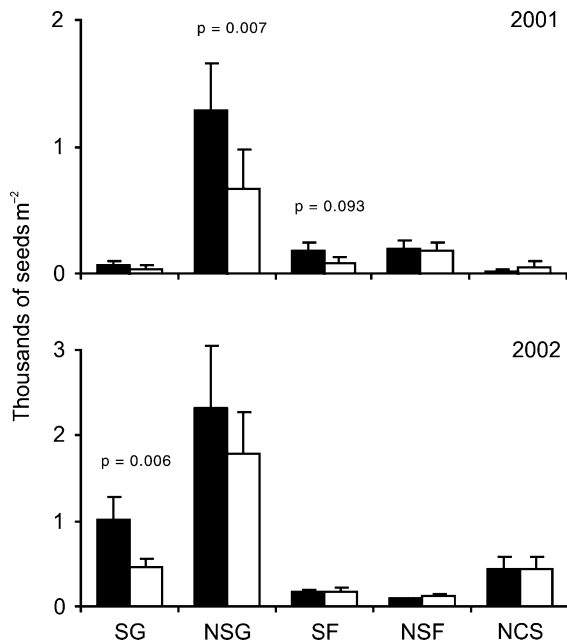 2001
2
p = 0.007
1
p = 0.093
0
Thousands of seeds m⁻²
2002
3
2
p = 0.006
1
0
SG NSG SF NSF NCS